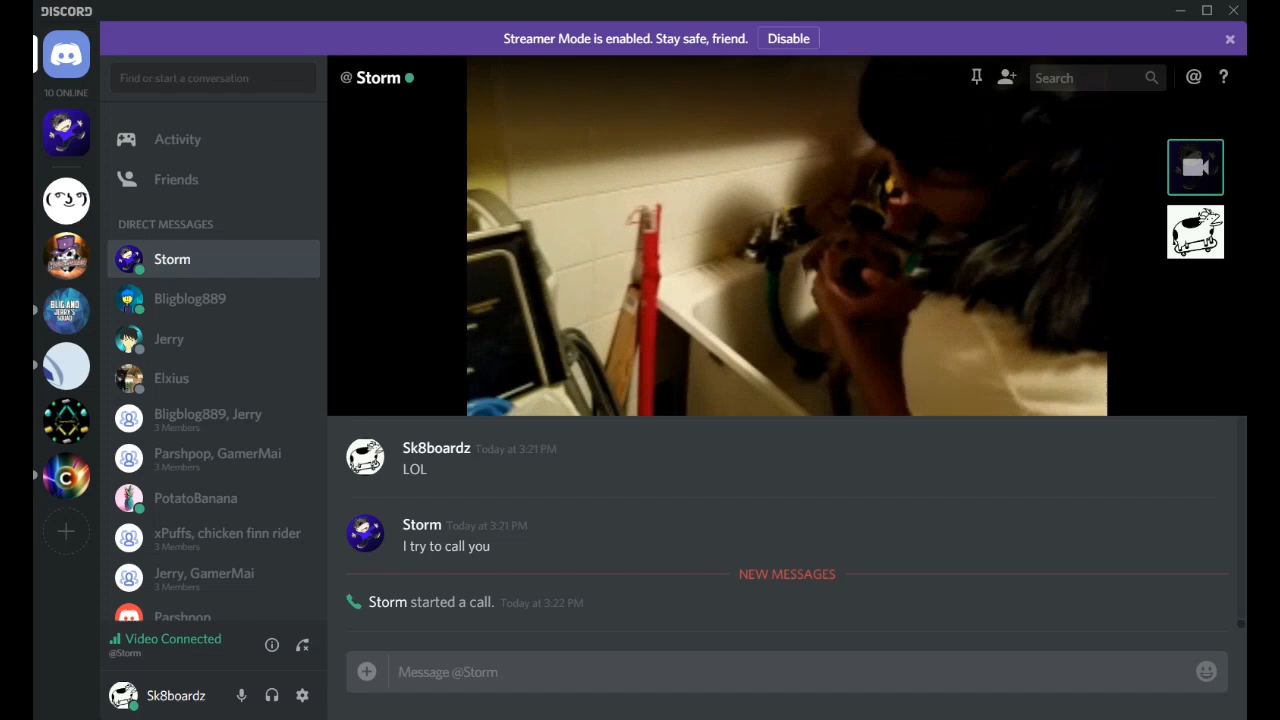 DISCORD
Streamer Mode is enabled. Stay safe, friend.
Disable
10 ONLINE
BLIG AND
JERRY'S
SQUAD
C
Find or start a conversation
Activity
Friends
DIRECT MESSAGES
Storm
Bligblog889
Jerry
Elxius
Bligblog889, Jerry
3 Members
Parshpop, GamerMai
3 Members
PotatoBanana
xPuffs, chicken finn rider
3 Members
Jerry, GamerMai
3 Members
Parshpop
Video Connected
@Storm
Sk8boardz
@ Storm
Search
@ ?
Sk8boardz Today at 3:21 PM
LOL
Storm Today at 3:21 PM
I try to call you
NEW MESSAGES
Storm started a call. Today at 3:22 PM
Message @Storm